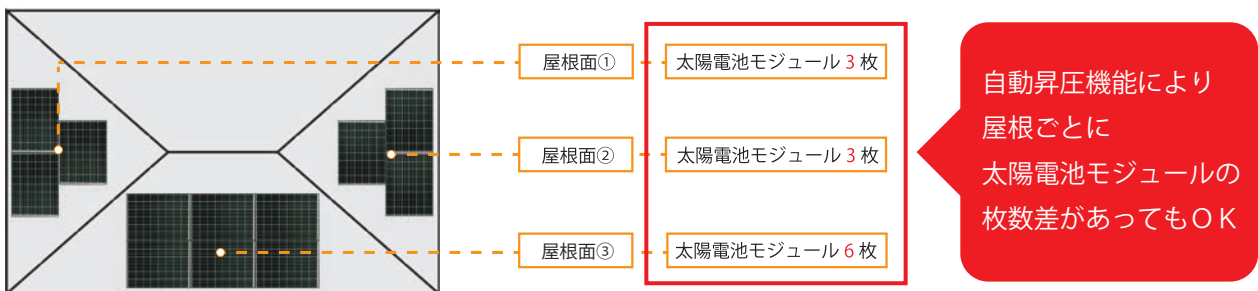 屋根面①
太陽電池モジュール 3 枚
屋根面②
太陽電池モジュール 3 枚
屋根面③
太陽電池モジュール 6 枚
自動昇圧機能により
屋根ごとに
太陽電池モジュールの
枚数差があってもＯＫ